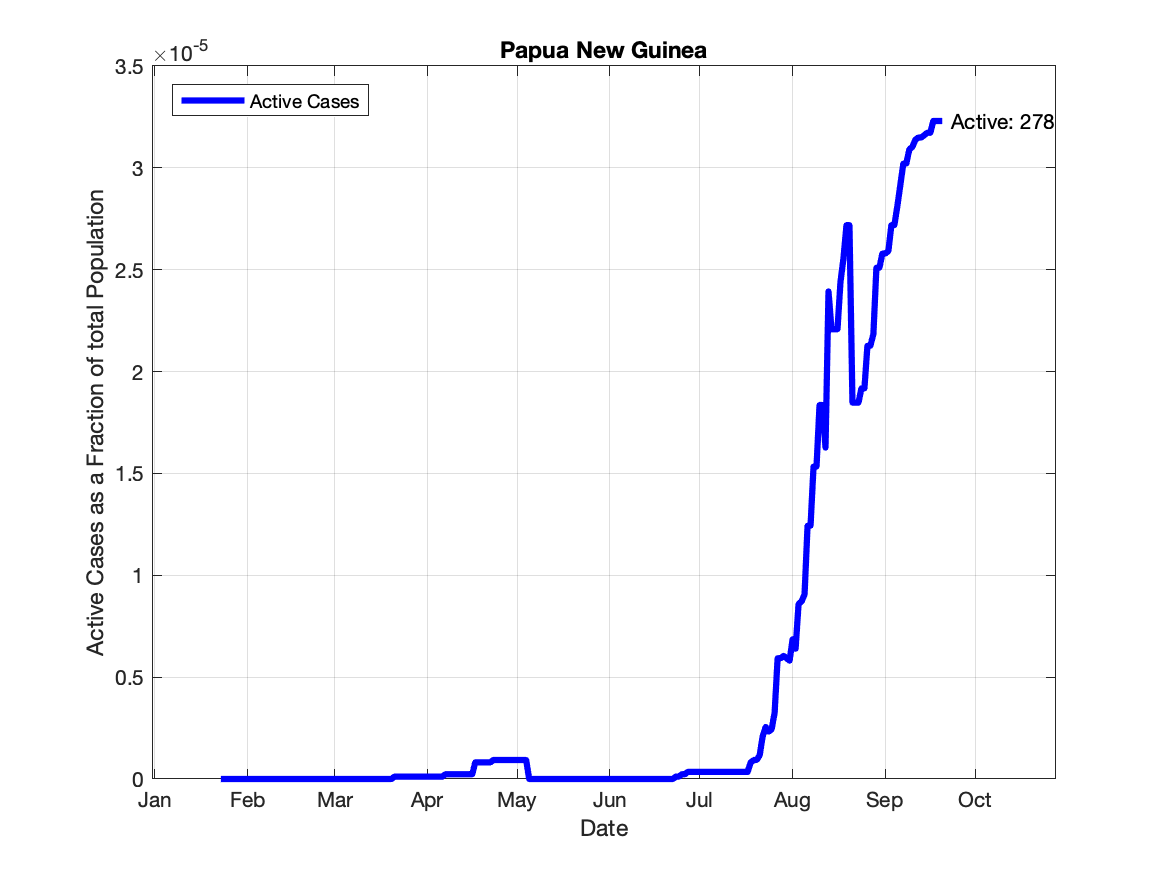 Papua New Guinea
×10-5
3.5
3
2.5
2
1.5
1
0.5
0
Active Cases as a Fraction of total Population
Active Cases
Active: 278
Jan Feb Mar Apr May Jun Jul Aug Sep Oct
Date